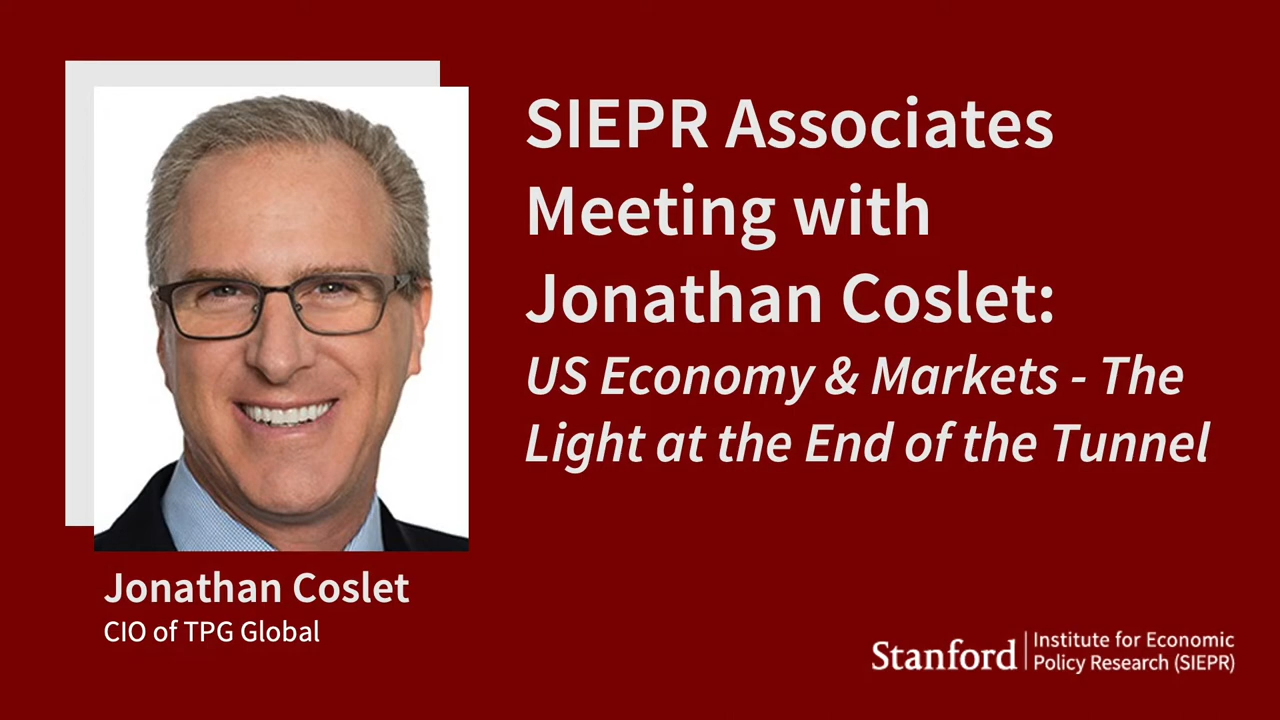 SIEPR Associates
Meeting with
Jonathan Coslet:
US Economy & Markets - The
Light at the End of the Tunnel
Jonathan Coslet
CIO of TPG Global
Stanford
Institute for Economic
Policy Research (SIEPR)